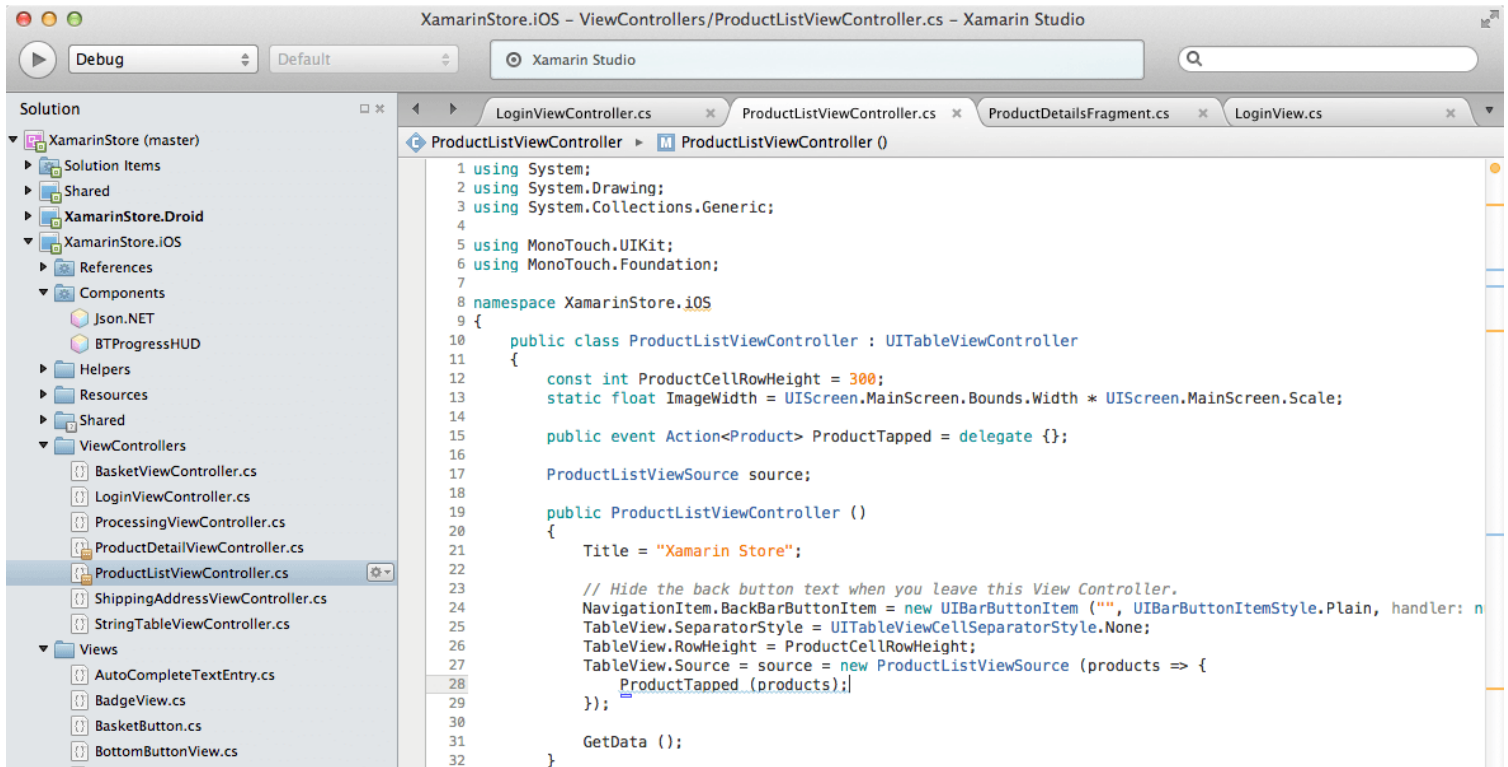 XamarinStore.iOS – ViewControllers/ProductListViewController.cs – Xamarin Studio
Debug
Default
Xamarin Studio
Solution
XamarinStore (master)
Solution Items
Shared
XamarinStore.Droid
XamarinStore.iOS
References
Components
Json.NET
BTProgressHUD
Helpers
Resources
Shared
ViewControllers
BasketViewController.cs
LoginViewController.cs
ProcessingViewController.cs
ProductDetailViewController.cs
ProductListViewController.cs
ShippingAddressViewController.cs
StringTableViewController.cs
Views
AutoCompleteTextEntry.cs
BadgeView.cs
BasketButton.cs
BottomButtonView.cs
LoginViewController.cs
ProductListViewController.cs
ProductDetailsFragment.cs
LoginView.cs
C ProductListViewController ▸ M ProductListViewController ()
1 using System;
2 using System.Drawing;
3 using System.Collections.Generic;
4
5 using MonoTouch.UIKit;
6 using MonoTouch.Foundation;
7
8 namespace XamarinStore.iOS
9 {
10     public class ProductListViewController : UITableViewController
11     {
12         const int ProductCellRowHeight = 300;
13         static float ImageWidth = UIScreen.MainScreen.Bounds.Width * UIScreen.MainScreen.Scale;
14
15         public event Action<Product> ProductTapped = delegate {};
16
17         ProductListViewSource source;
18
19         public ProductListViewController ()
20         {
21             Title = "Xamarin Store";
22
23             // Hide the back button text when you leave this View Controller.
24             NavigationItem.BackBarButtonItem = new UIBarButtonItem ("", UIBarButtonItemStyle.Plain, handler: n
25             TableView.SeparatorStyle = UITableViewCellSeparatorStyle.None;
26             TableView.RowHeight = ProductCellRowHeight;
27             TableView.Source = source = new ProductListViewSource (products => {
28                 ProductTapped (products);
29             });
30
31             GetData ();
32         }